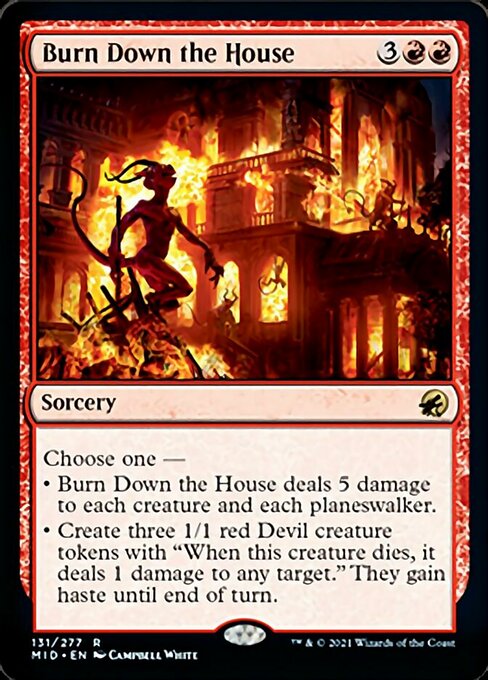 Burn Down the House 3
Sorcery
Choose one —
• Burn Down the House deals 5 damage
to each creature and each planeswalker.
• Create three 1/1 red Devil creature
tokens with “When this creature dies, it
deals 1 damage to any target.” They gain
haste until end of turn.
131/277 R
MID • EN Campbell White
™ & © 2021 Wizards of the Coast